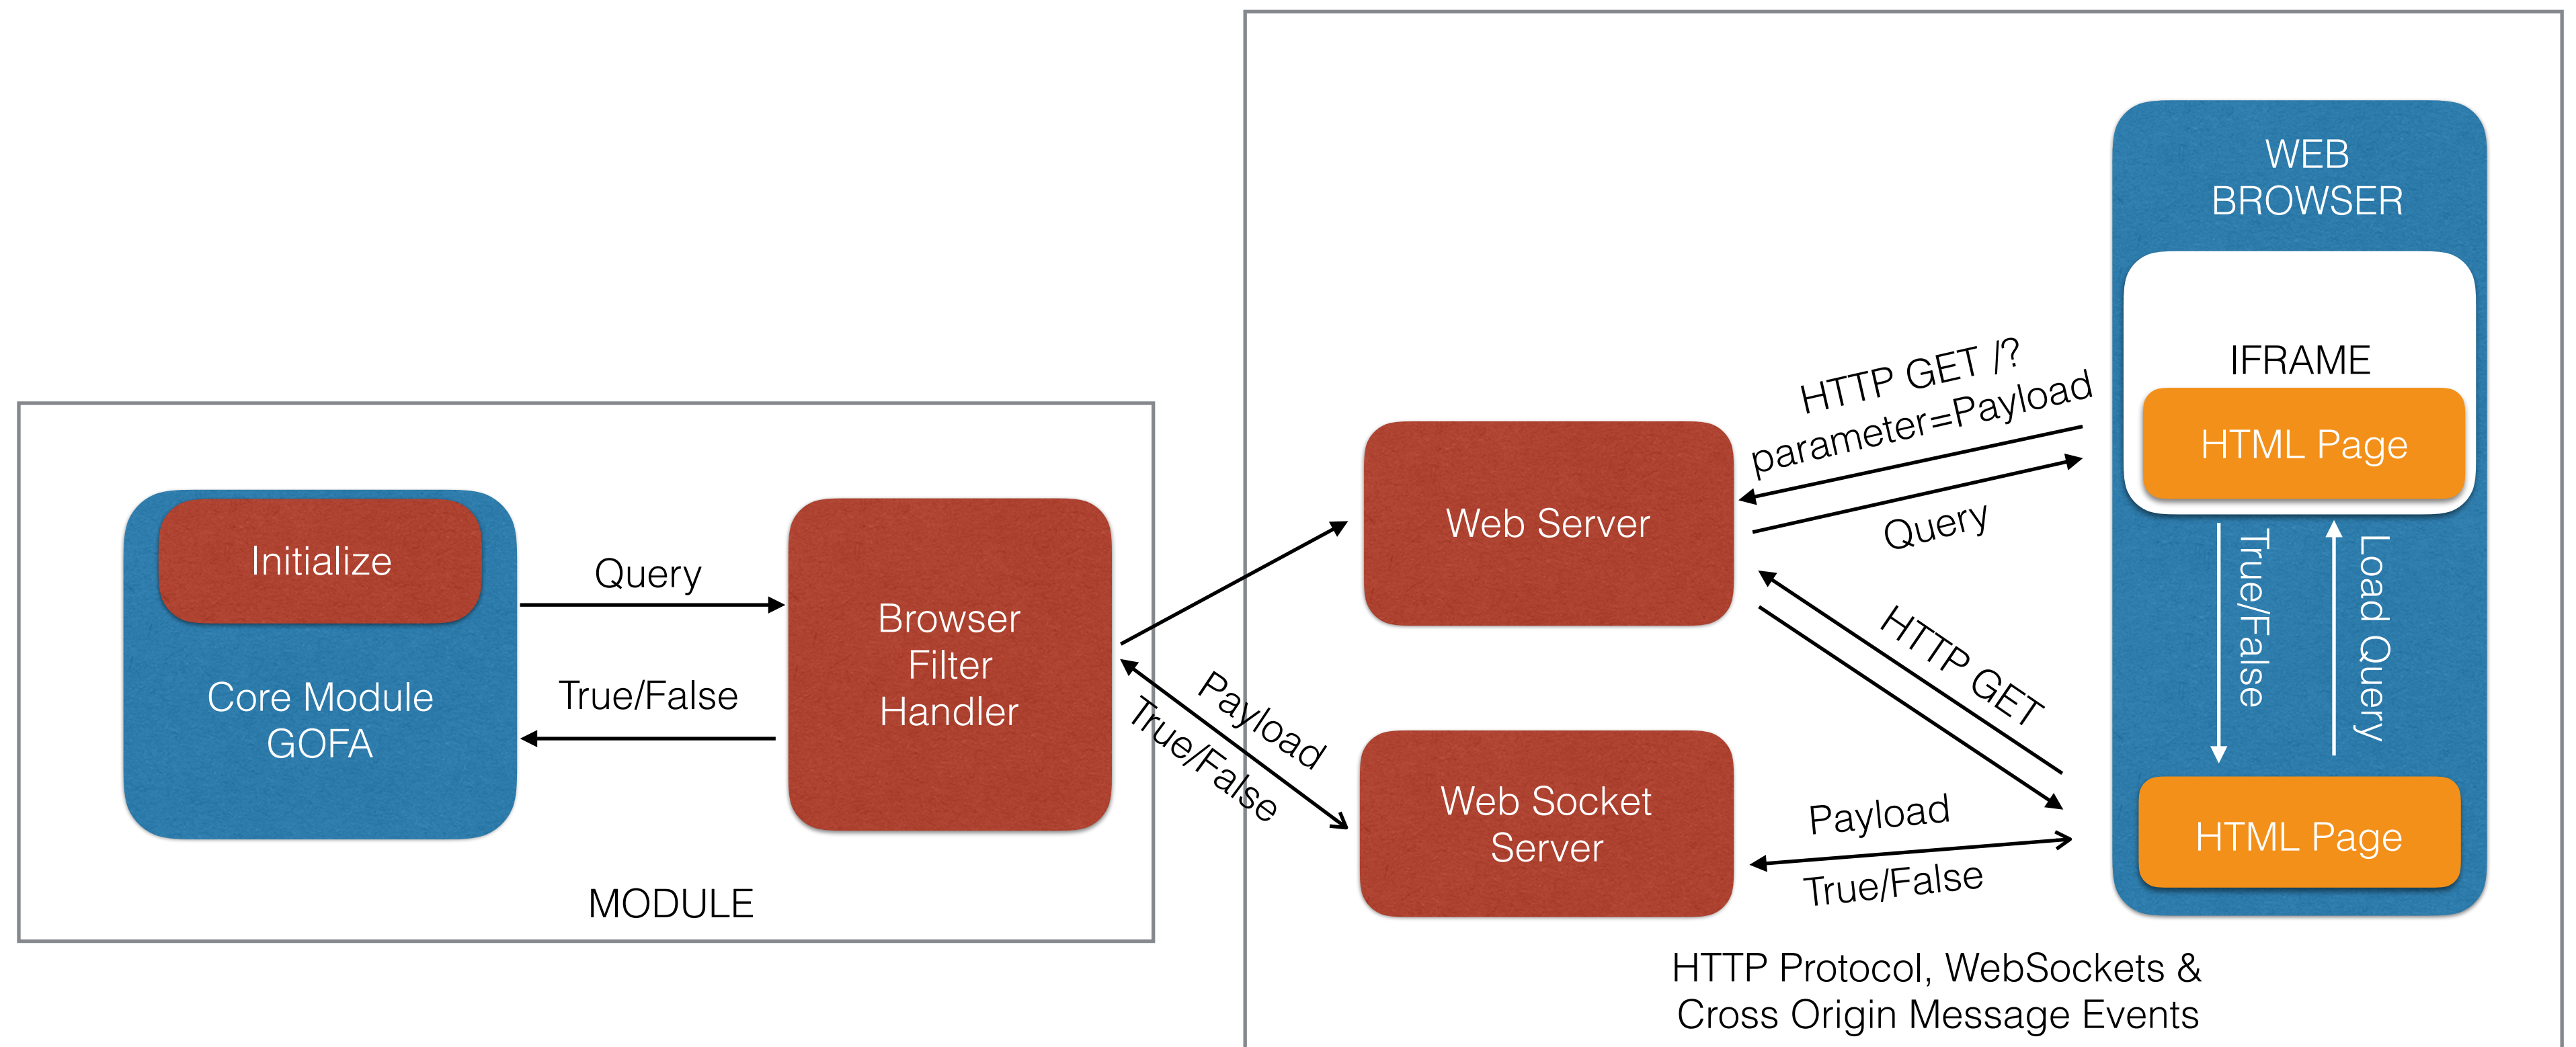 WEB
BROWSER
IFRAME
HTML Page
True/False
Load Query
HTML Page
HTTP GET /?
parameter=Payload
Query
HTTP GET
Payload
True/False
Web Server
Web Socket
Server
HTTP Protocol, WebSockets &
Cross Origin Message Events
Payload
True/False
Initialize
Core Module
GOFA
Query
True/False
Browser
Filter
Handler
MODULE